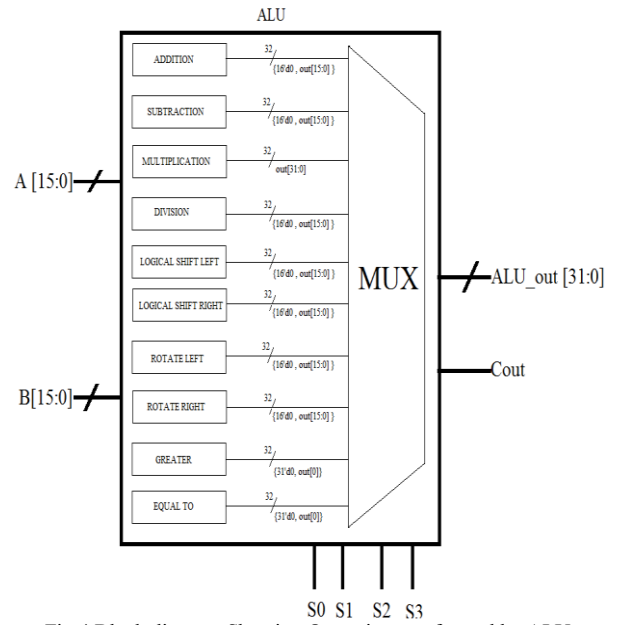 ALU
ADDITION
32
{16'd0 , out[15:0] }
SUBTRACTION
32
{16'd0 , out[15:0] }
MULTIPLICATION
32
out[31:0]
A [15:0]
DIVISION
32
{16'd0 , out[15:0] }
LOGICAL SHIFT LEFT
32
{16'd0 , out[15:0] }
MUX
ALU_out [31:0]
LOGICAL SHIFT RIGHT
32
{16'd0 , out[15:0] }
ROTATE LEFT
32
{16'd0 , out[15:0] }
Cout
B[15:0]
ROTATE RIGHT
32
{16'd0 , out[15:0] }
GREATER
32
{31'd0, out[0]}
EQUAL TO
32
{31'd0, out[0]}
S0 S1 S2 S3